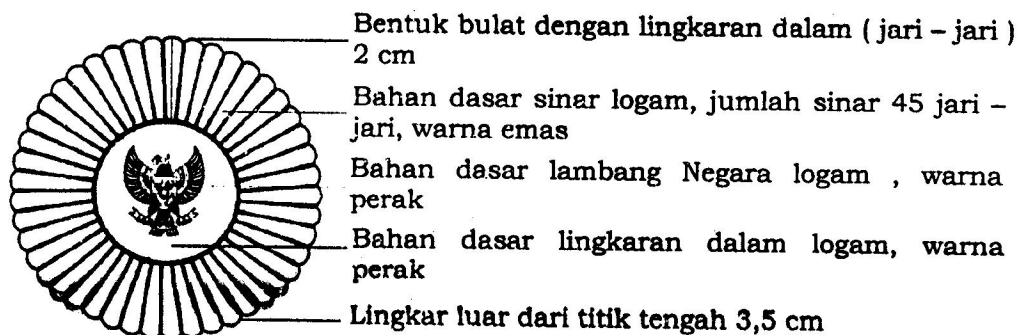 Bentuk bulat dengan lingkaran dalam ( jari – jari )
2 cm
Bahan dasar sinar logam, jumlah sinar 45 jari –
jari, warna emas
Bahan dasar lambang Negara logam , warna
perak
Bahan dasar lingkaran dalam logam, warna
perak
Lingkar luar dari titik tengah 3,5 cm